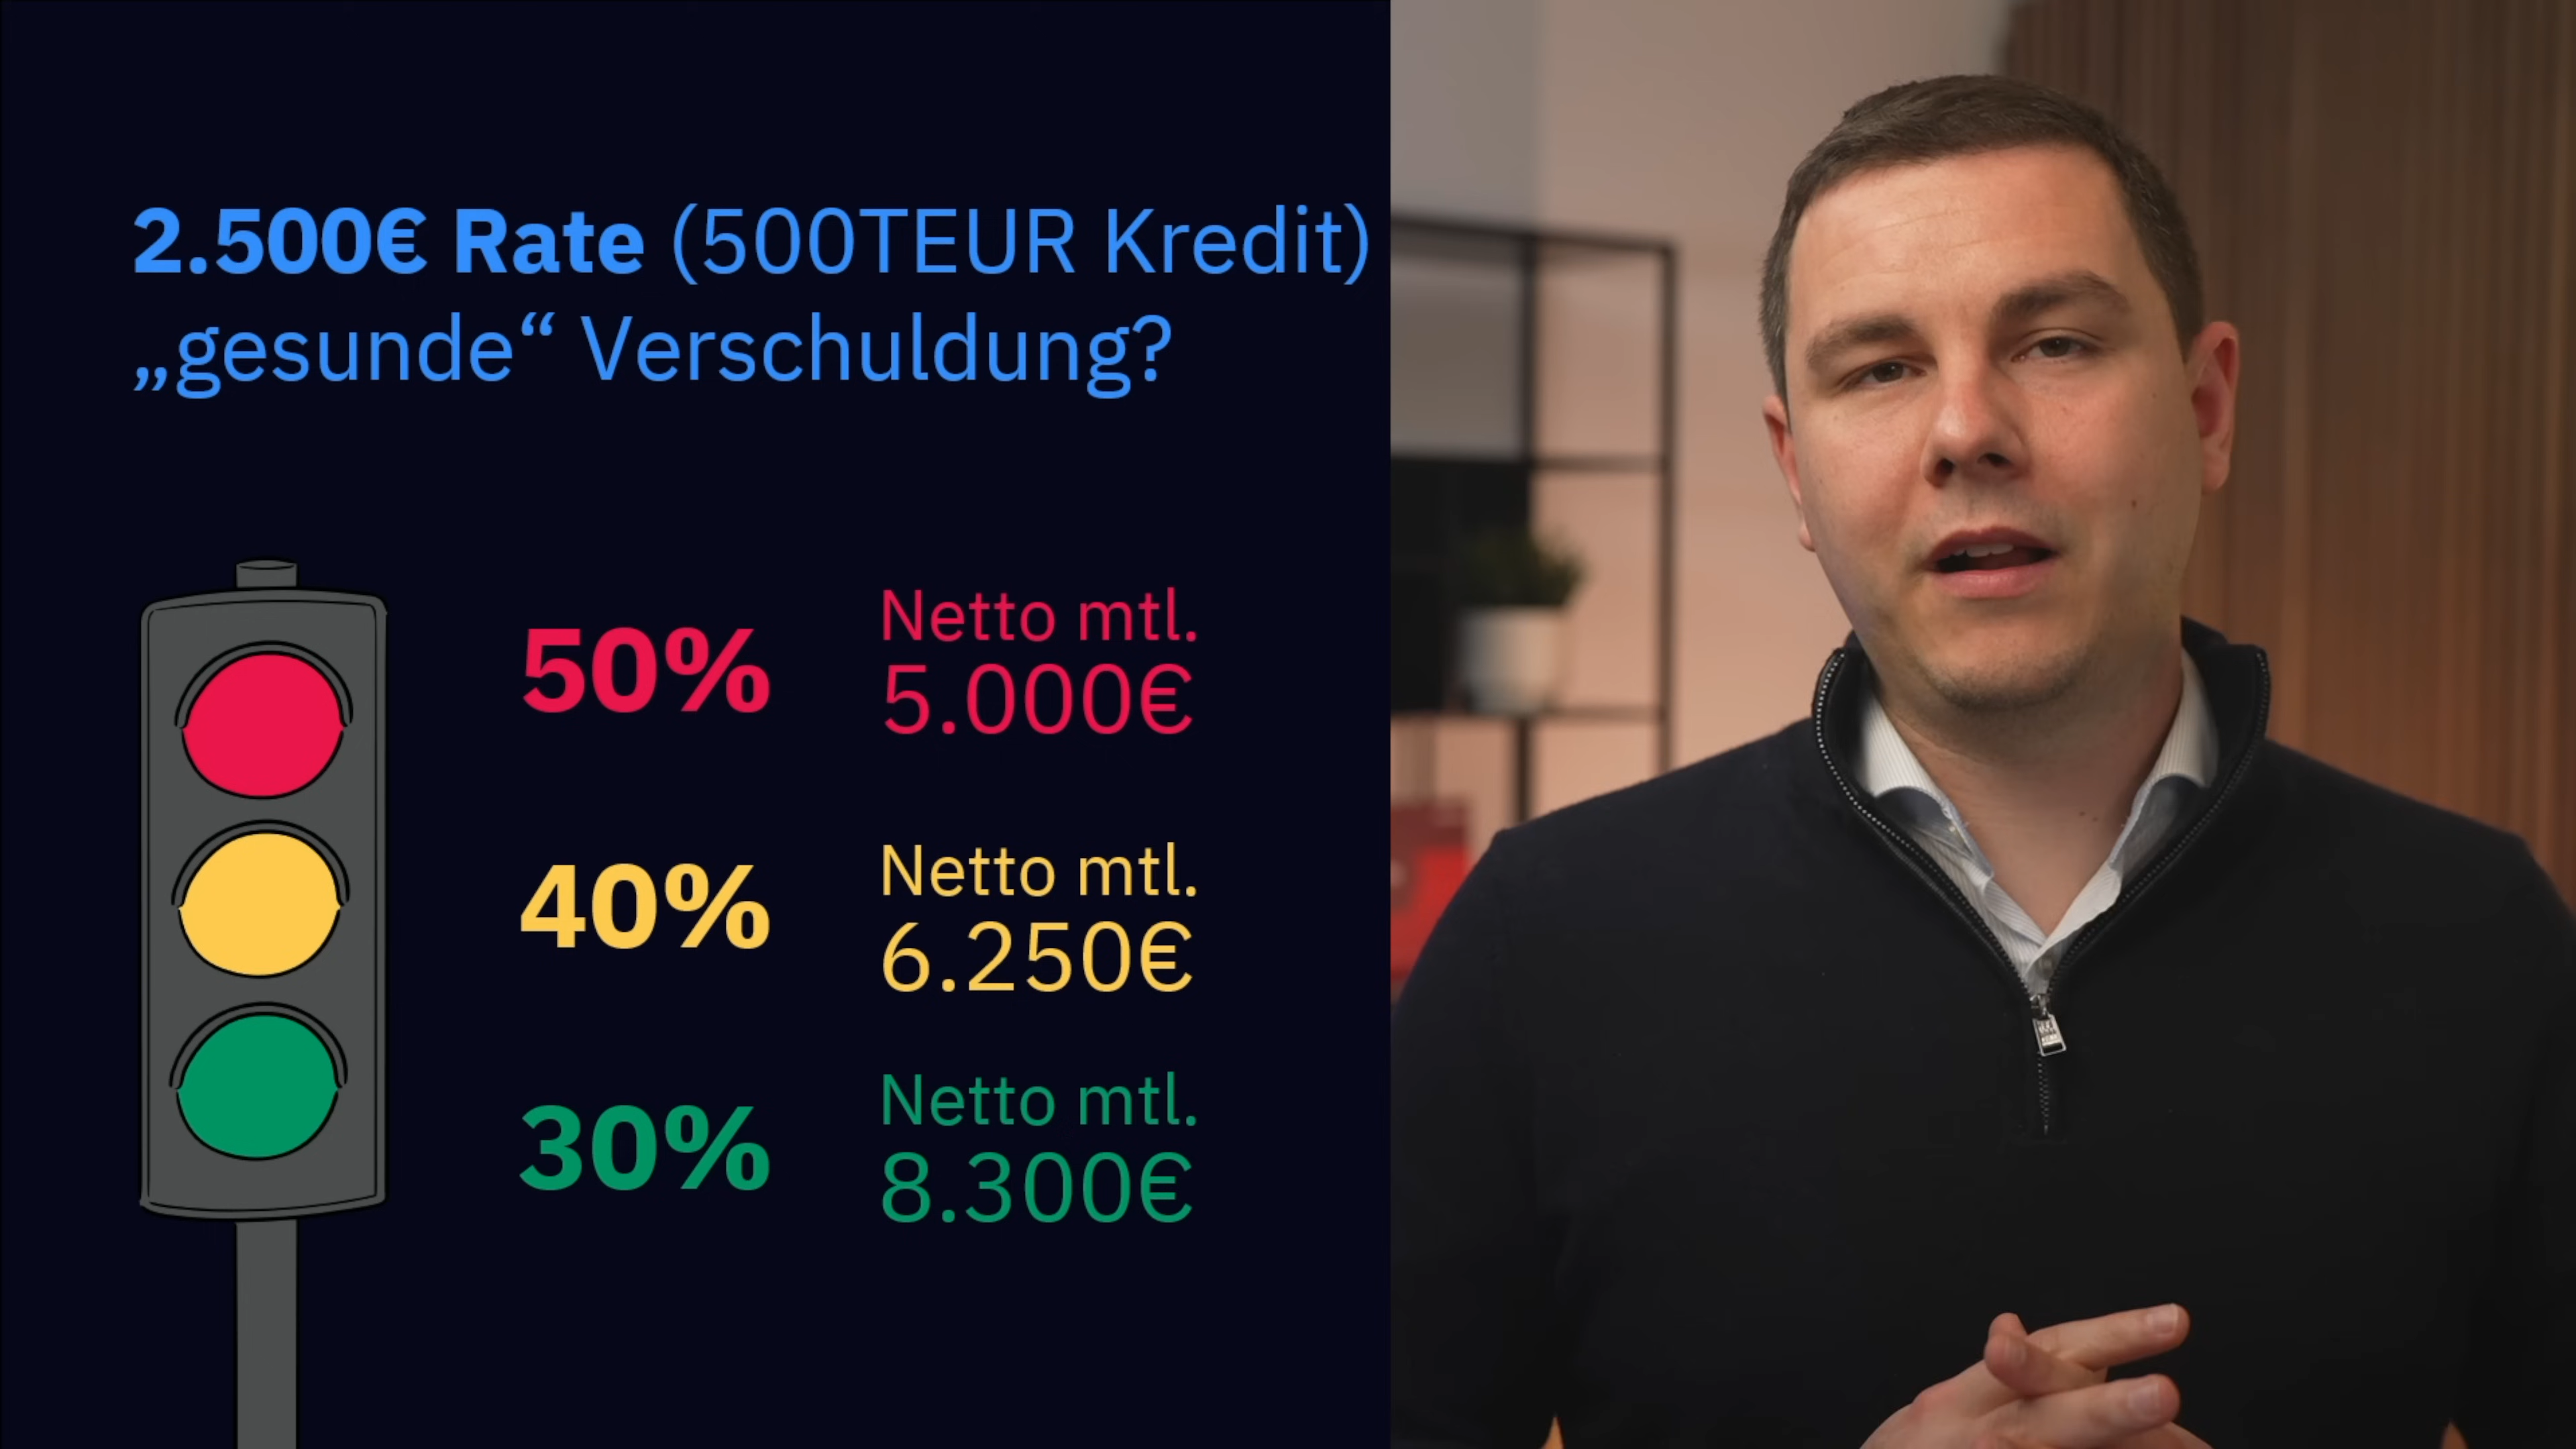 2.500€ Rate (500TEUR Kredit)
„gesunde“ Verschuldung?
50%
Netto mtl.
5.000€
40%
Netto mtl.
6.250€
30%
Netto mtl.
8.300€